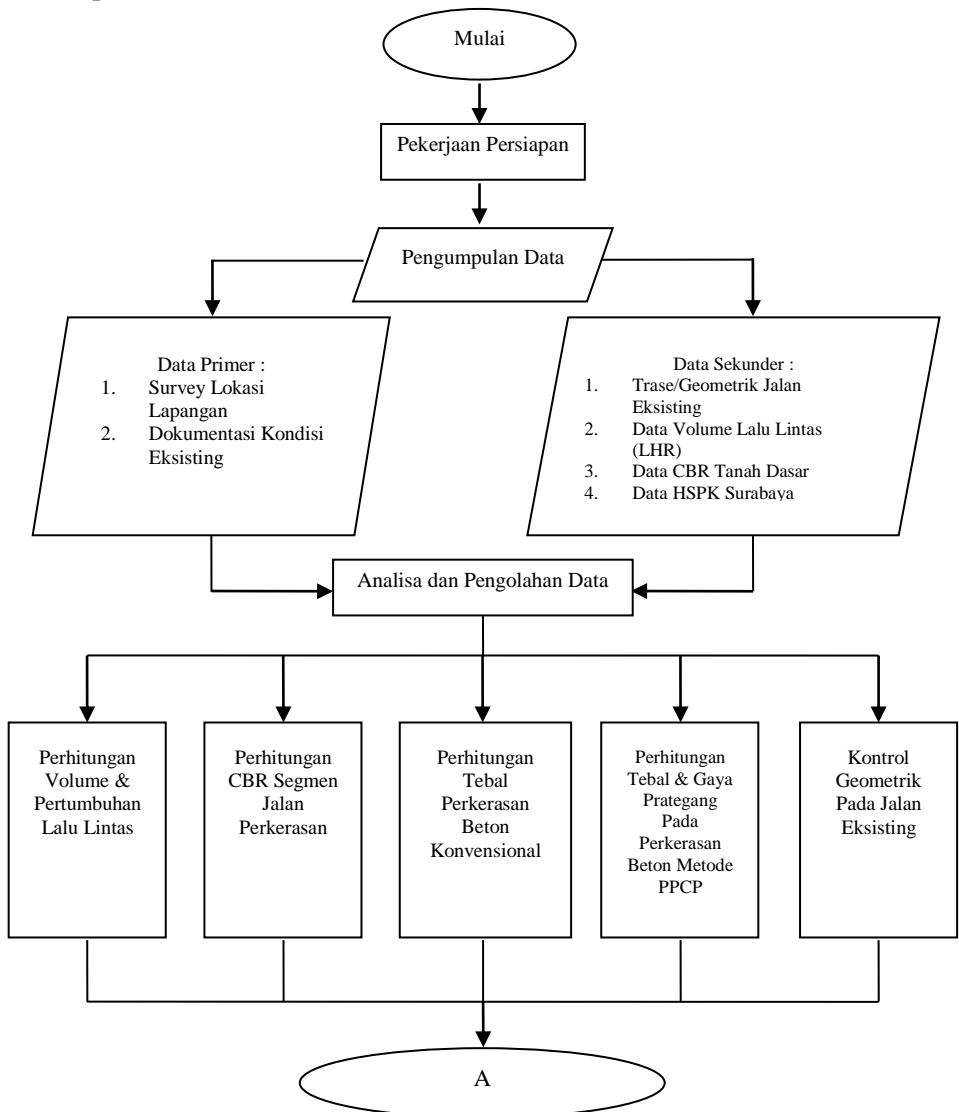 Mulai
Pekerjaan Persiapan
Pengumpulan Data
Data Primer :
1. Survey Lokasi
Lapangan
2. Dokumentasi Kondisi
Eksisting
Data Sekunder :
1. Trase/Geometrik Jalan
Eksisting
2. Data Volume Lalu Lintas
(LHR)
3. Data CBR Tanah Dasar
4. Data HSPK Surabaya
Analisa dan Pengolahan Data
Perhitungan
Volume &
Pertumbuhan
Lalu Lintas
Perhitungan
CBR Segmen
Jalan
Perkerasan
Perhitungan
Tebal
Perkerasan
Beton
Konvensional
Perhitungan
Tebal & Gaya
Prategang
Pada
Perkerasan
Beton Metode
PPCP
Kontrol
Geometrik
Pada Jalan
Eksisting
A